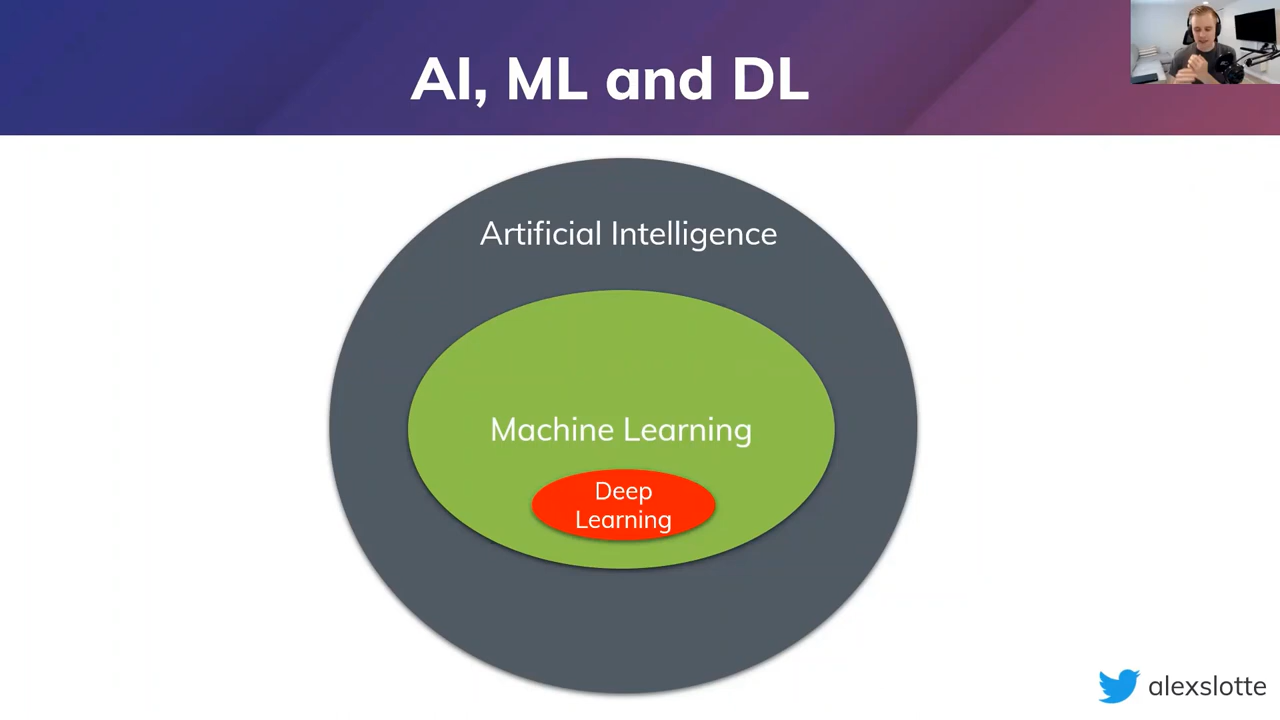 AI, ML and DL
Artificial Intelligence
Machine Learning
Deep
Learning
alexslotte